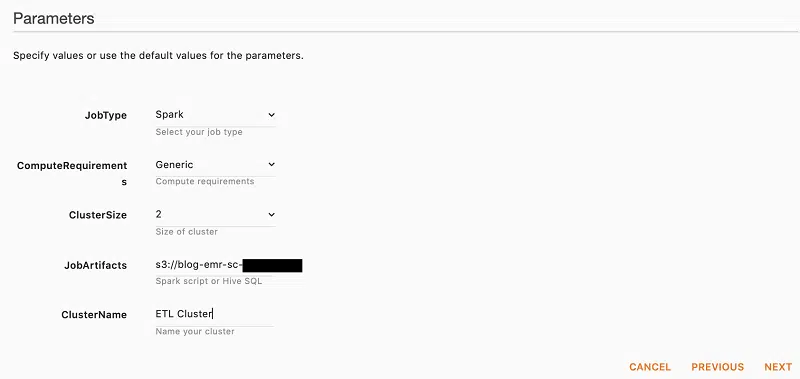 Parameters
Specify values or use the default values for the parameters.
JobType Spark
Select your job type
ComputeRequirement
s
Generic
Compute requirements
ClusterSize 2
Size of cluster
JobArtifacts s3://blog-emr-sc-
Spark script or Hive SQL
ClusterName ETL Cluster
Name your cluster
CANCEL PREVIOUS NEXT